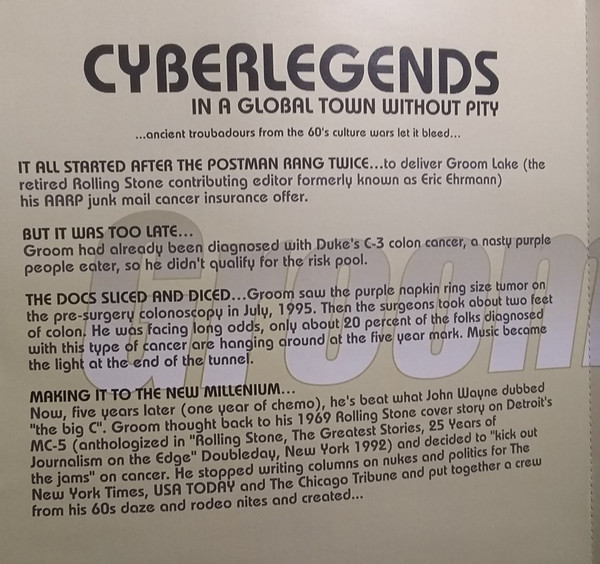 CYBERLEGENDS
IN A GLOBAL TOWN WITHOUT PITY
...ancient troubadours from the 60's culture wars let it bleed...
IT ALL STARTED AFTER THE POSTMAN RANG TWICE...to deliver Groom Lake (the
retired Rolling Stone contributing editor formerly known as Eric Ehrmann)
his AARP junk mail cancer insurance offer.
BUT IT WAS TOO LATE...
Groom had already been diagnosed with Duke's C-3 colon cancer, a nasty purple
people eater, so he didn't qualify for the risk pool.
THE DOCS SLICED AND DICED...Groom saw the purple napkin ring size tumor on
the pre-surgery colonoscopy in July, 1995. Then the surgeons took about two feet
of colon. He was facing long odds, only about 20 percent of the folks diagnosed
with this type of cancer are hanging around at the five year mark. Music became
the light at the end of the tunnel.
MAKING IT TO THE NEW MILLENIUM...
Now, five years later (one year of chemo), he's beat what John Wayne dubbed
"the big C". Groom thought back to his 1969 Rolling Stone cover story on Detroit's
MC-5 (anthologized in "Rolling Stone, The Greatest Stories, 25 Years of
Journalism on the Edge" Doubleday, New York 1992) and decided to "kick out
the jams" on cancer. He stopped writing columns on nukes and politics for The
New York Times, USA TODAY and The Chicago Tribune and put together a crew
from his 60s daze and rodeo nites and created...
Groom